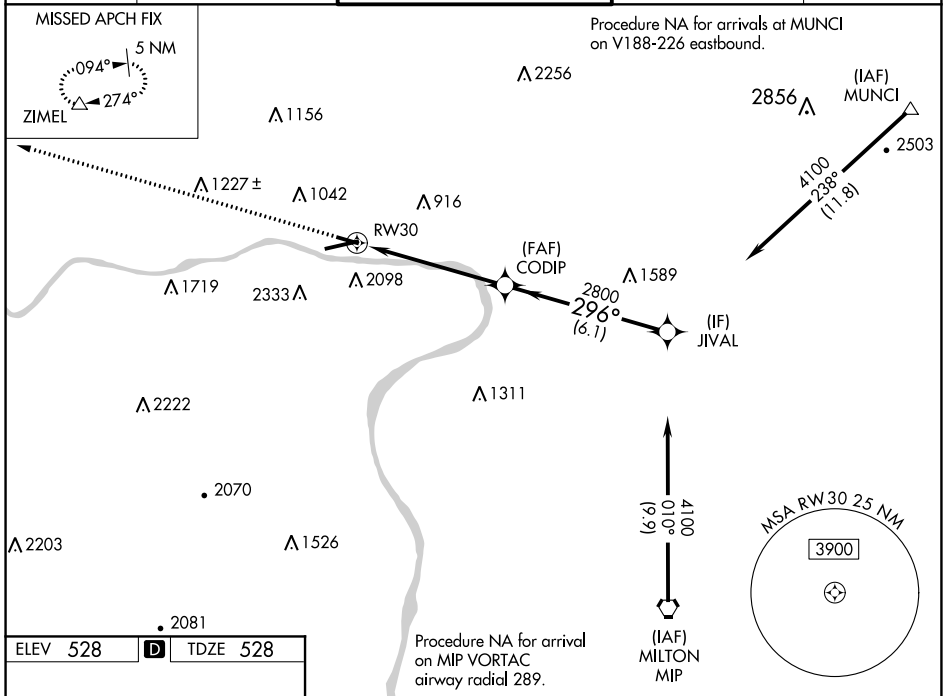 MISSED APCH FIX
5 NM
094°
274°
ZIMEL
Procedure NA for arrivals at MUNCI
on V188-226 eastbound.
2256
(IAF)
MUNCI
2856
2503
1156
4100
238°
(11.8)
1227 ±
1042
916
RW30
(FAF)
CODIP
1589
1719
2333
2098
2800
296°
(6.1)
(IF)
JIVAL
1311
2222
2070
4100
010°
(9.9)
MSA RW30 25 NM
3900
2203
1526
2081
(IAF)
MILTON
MIP
Procedure NA for arrival
on MIP VORTAC
airway radial 289.
ELEV 528 D TDZE 528